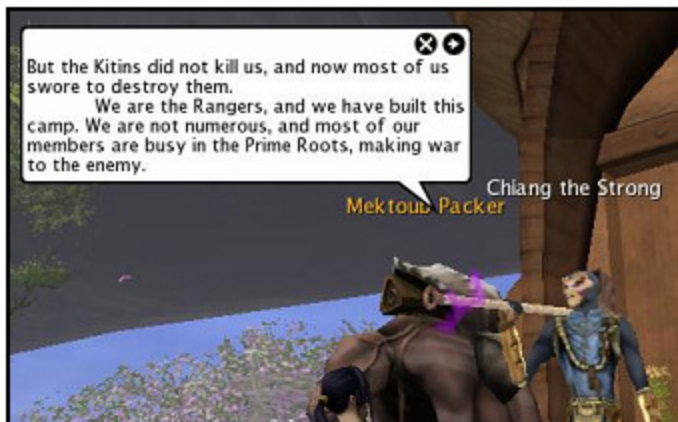 But the Kitins did not kill us, and now most of us
swore to destroy them.
We are the Rangers, and we have built this
camp. We are not numerous, and most of our
members are busy in the Prime Roots, making war
to the enemy.
Chiang the Strong
Mektoub Packer